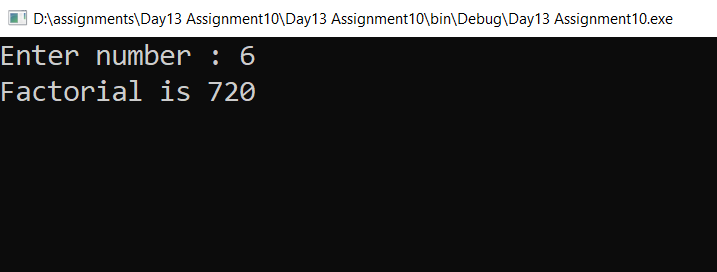 D:\assignments\Day13 Assignment10\Day13 Assignment10\bin\Debug\Day13 Assignment10.exe
Enter number : 6
Factorial is 720